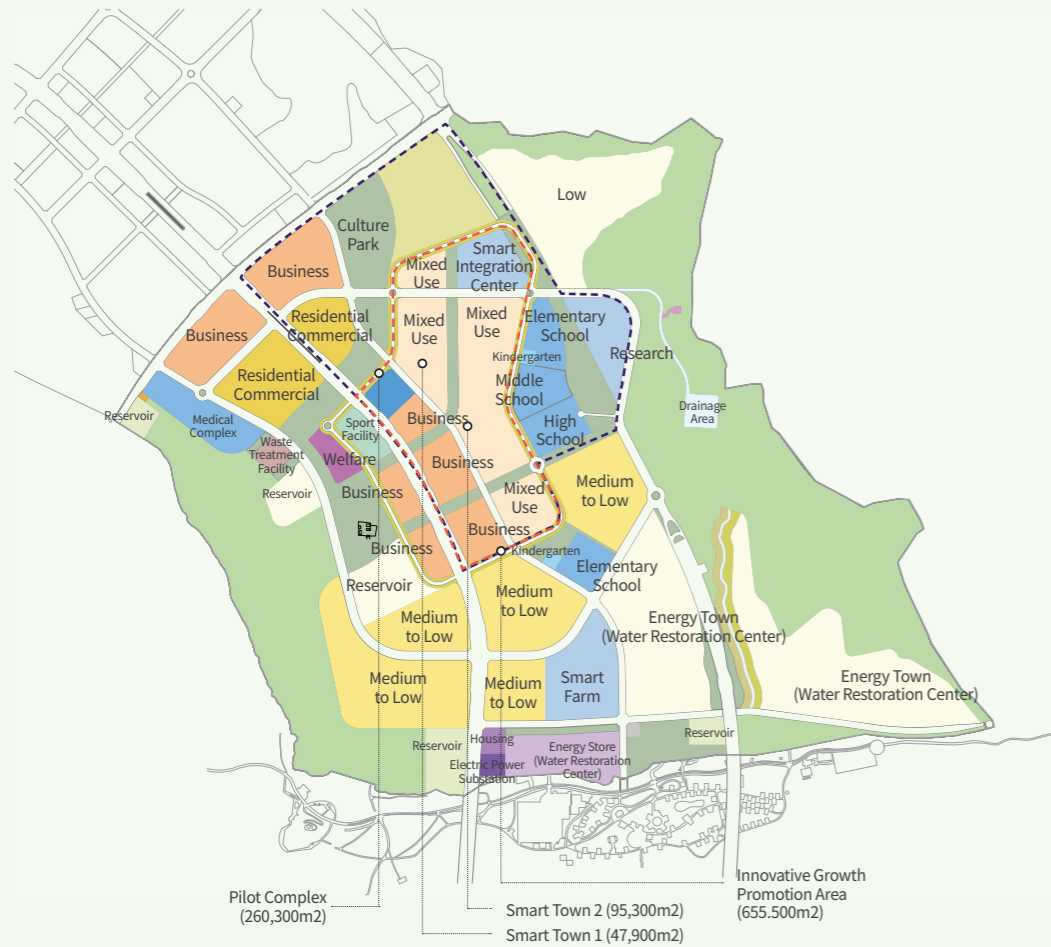 Low
Culture
Park
Smart
Integration
Center
Mixed
Use
Business
Residential
Commercial
Mixed
Use
Mixed
Use
Elementary
School
Business
Kindergarten
Research
Residential
Commercial
Middle
School
Reservoir
Medical
Complex
Sport
Facility
Business
High
School
Drainage
Area
Waste
Treatment
Facility
Welfare
Business
Reservoir
Business
Mixed
Use
Medium
to Low
Business
Business
Kindergarten
Reservoir
Elementary
School
Medium
to Low
Medium
to Low
Energy Town
(Water Restoration Center)
Medium
to Low
Medium
to Low
Smart
Farm
Energy Town
(Water Restoration Center)
Reservoir
Housing
Electric Power
Substation
Energy Store
(Water Restoration
Center)
Reservoir
Pilot Complex
(260,300m2)
Smart Town 2 (95,300m2)
Smart Town 1 (47,900m2)
Innovative Growth
Promotion Area
(655.500m2)